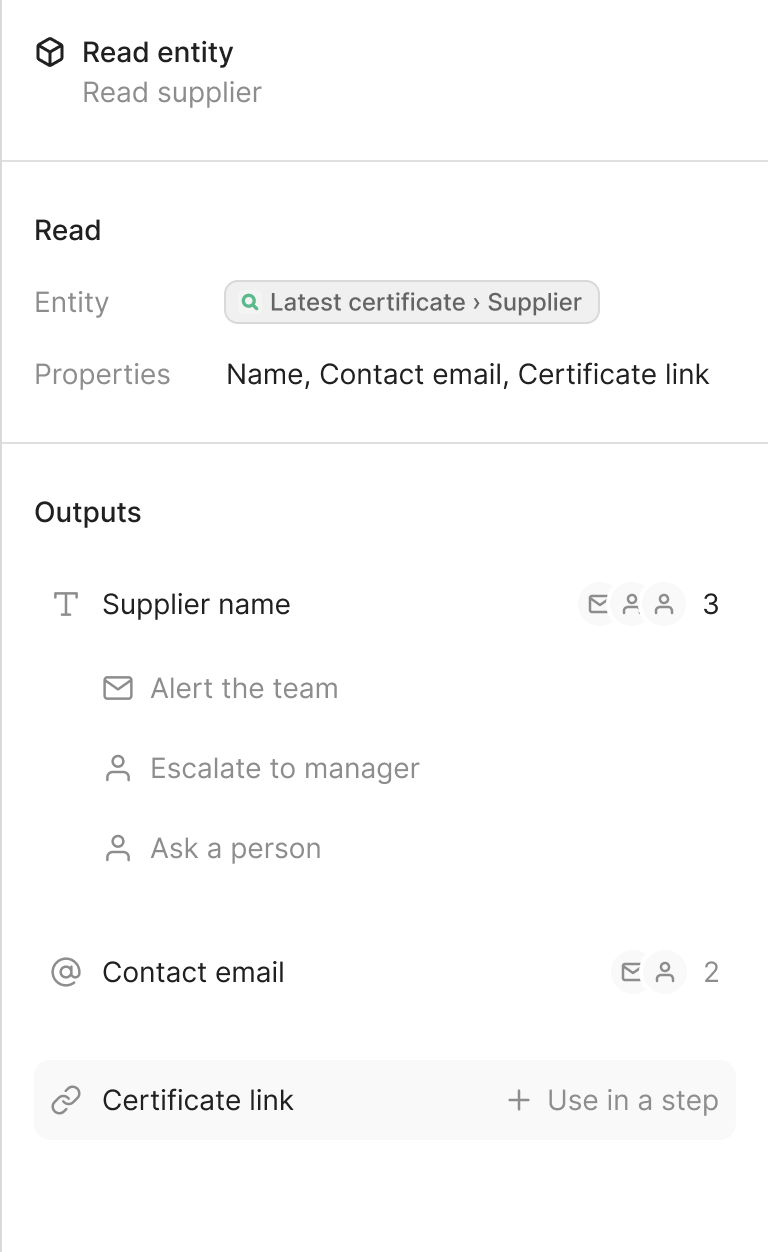 Read entity
Read supplier
Read
Entity Latest certificate › Supplier
Properties Name, Contact email, Certificate link
Outputs
Supplier name 3
Alert the team
Escalate to manager
Ask a person
Contact email 2
Certificate link + Use in a step